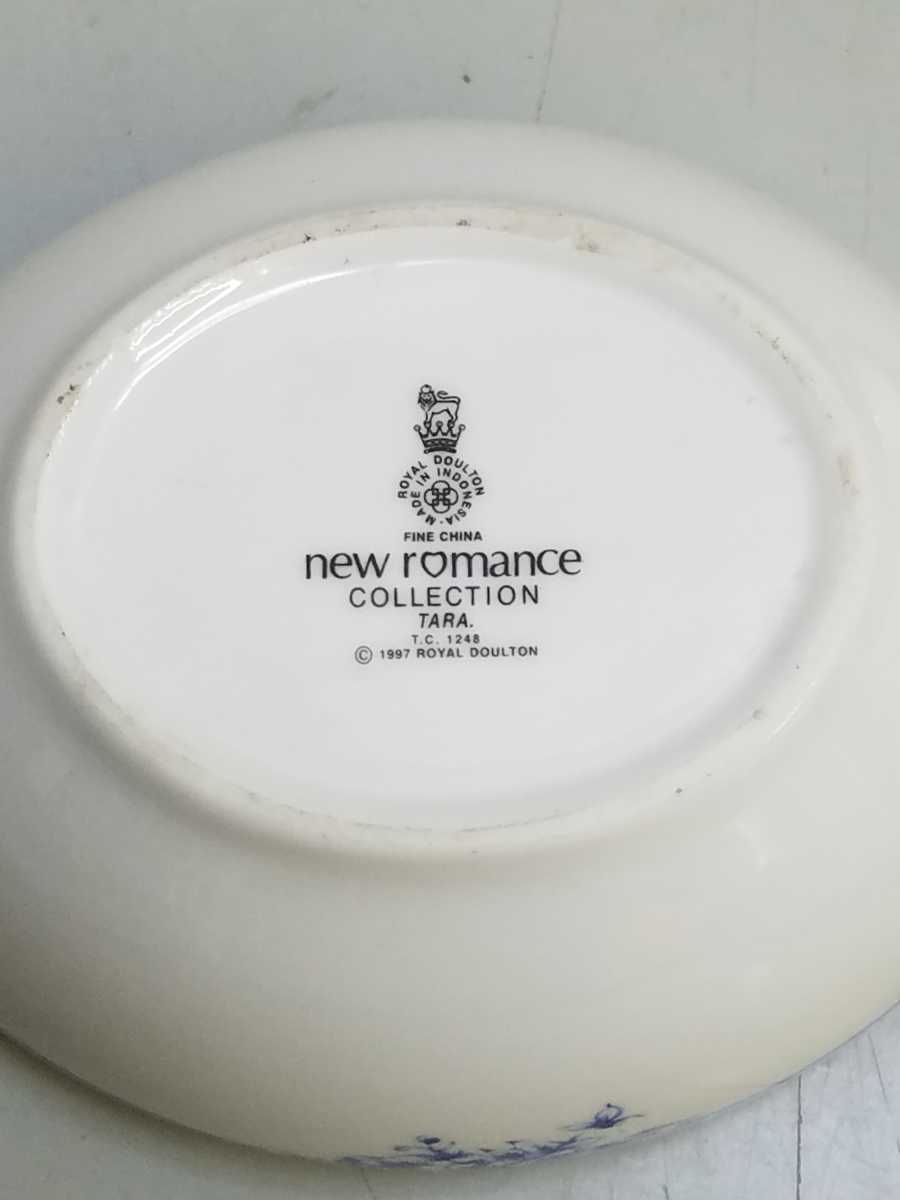 ROYAL DOULTON
MADE IN INDONESIA
FINE CHINA
new romance
COLLECTION
TARA.
T.C. 1248
© 1997 ROYAL DOULTON